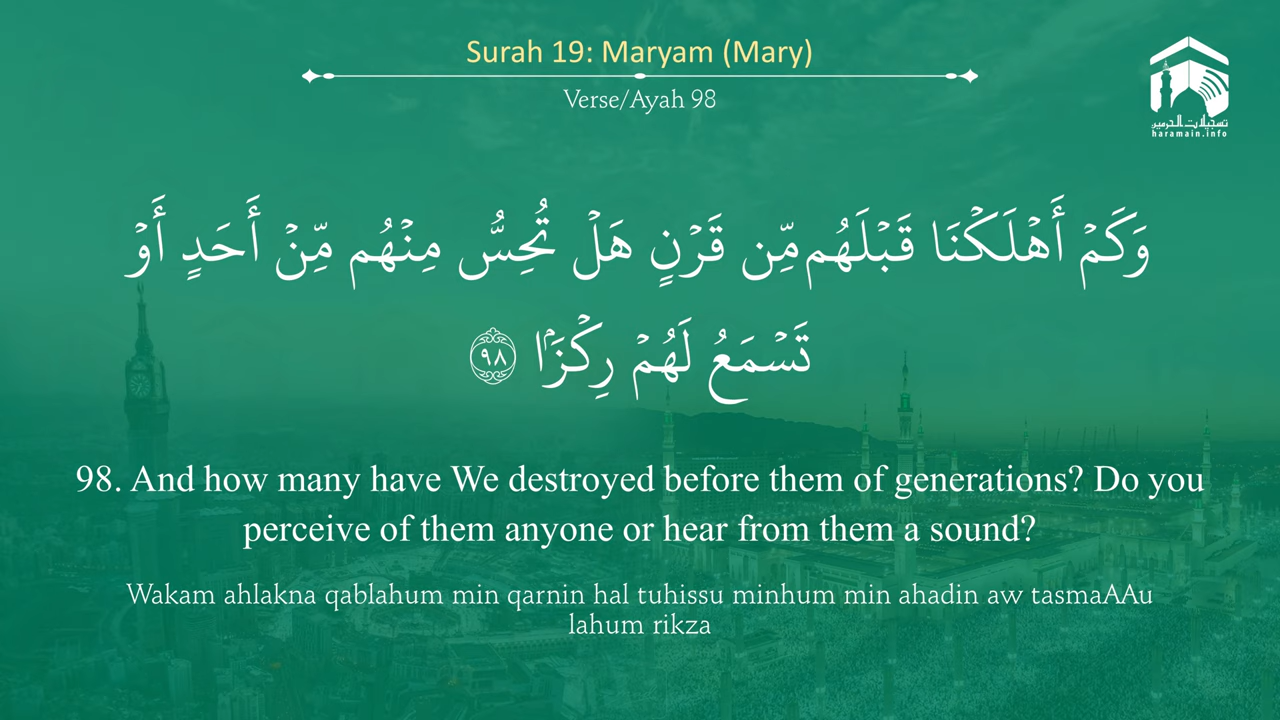 Surah 19: Maryam (Mary)
Verse/Ayah 98
تسجيلات الحرمين
haramain.info
وَكَمْ أَهْلَكْنَا قَبْلَهُم مِّن قَرْنٍ هَلْ تُحِسُّ مِنْهُم مِّنْ أَحَدٍ أَوْ
تَسْمَعُ لَهُمْ رِكْزًۢا ٩٨
98. And how many have We destroyed before them of generations? Do you
perceive of them anyone or hear from them a sound?
Wakam ahlakna qablahum min qarnin hal tuhissu minhum min ahadin aw tasmaAAu
lahum rikza